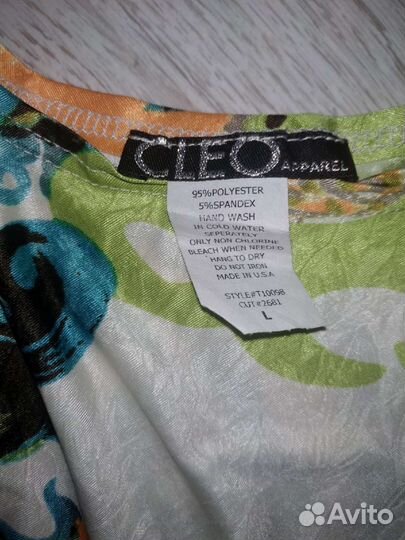 CLEO
APPAREL
95%POLYESTER
5%SPANDEX
HAND WASH
IN COLD WATER
SEPERATELY
ONLY NON CHLORINE
BLEACH WHEN NEEDED
HANG TO DRY
DO NOT IRON
MADE IN U.S.A
STYLE#T10098
CUT#2681
L
Avito